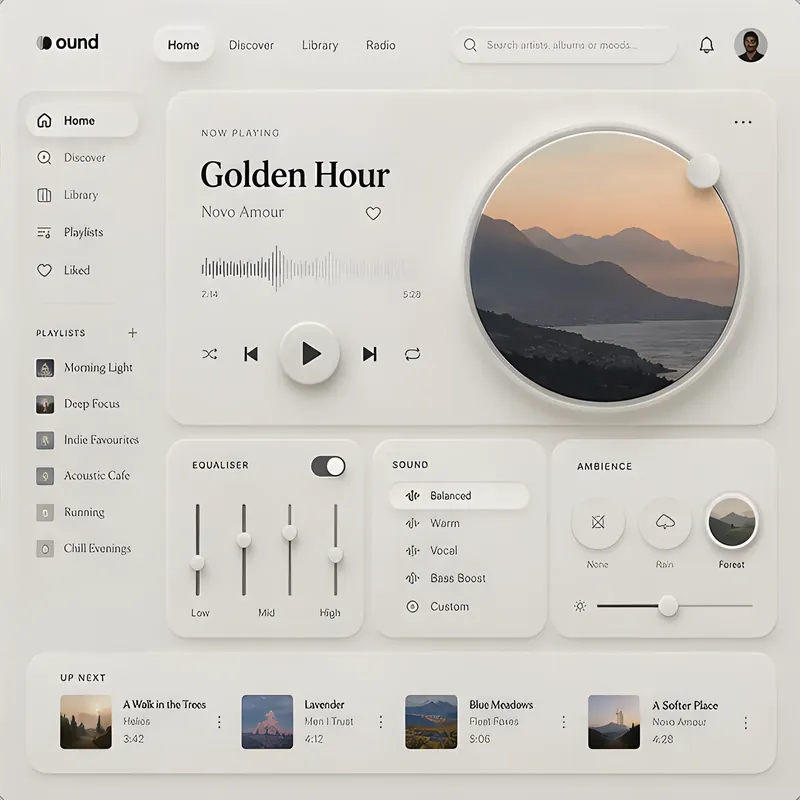 ound
Home
Discover
Library
Radio
Search artists, albums or moods...
Home
Discover
Library
Playlists
Liked
PLAYLISTS
Morning Light
Deep Focus
Indie Favourites
Acoustic Cafe
Running
Chill Evenings
NOW PLAYING
Golden Hour
Novo Amour
2:14
5:28
EQUALISER
Low
Mid
High
SOUND
Balanced
Warm
Vocal
Bass Boost
Custom
AMBIENCE
None
Rain
Forest
UP NEXT
A Walk in the Trees
3:42
Lavender
Men I Trust
4:12
Blue Meadows
5:06
A Softer Place
Novo Amour
4:28